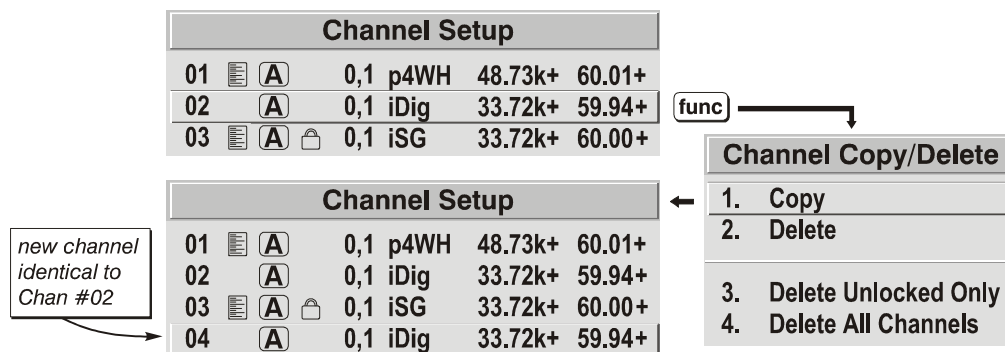 Channel Setup
01 A 0,1 p4WH 48.73k+ 60.01+
02 A 0,1 iDig 33.72k+ 59.94+
03 A 0,1 iSG 33.72k+ 60.00+
func
Channel Copy/Delete
1. Copy
2. Delete
3. Delete Unlocked Only
4. Delete All Channels
Channel Setup
01 A 0,1 p4WH 48.73k+ 60.01+
02 A 0,1 iDig 33.72k+ 59.94+
03 A 0,1 iSG 33.72k+ 60.00+
04 A 0,1 iDig 33.72k+ 59.94+
new channel
identical to
Chan #02